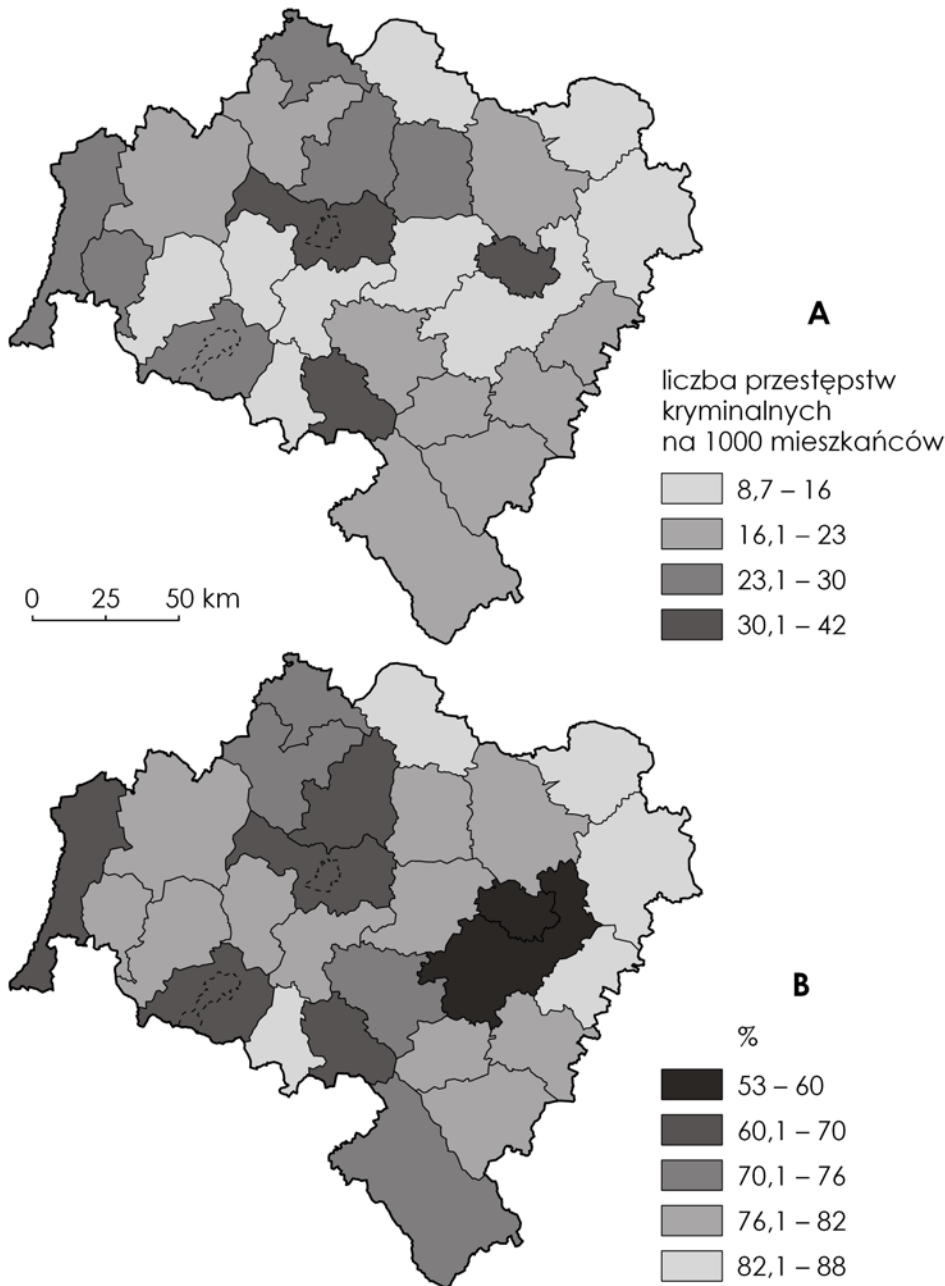 A
liczba przestępstw
kryminalnych
na 1000 mieszkańców
8,7 – 16
16,1 – 23
23,1 – 30
30,1 – 42
0 25 50 km
B
%
53 – 60
60,1 – 70
70,1 – 76
76,1 – 82
82,1 – 88